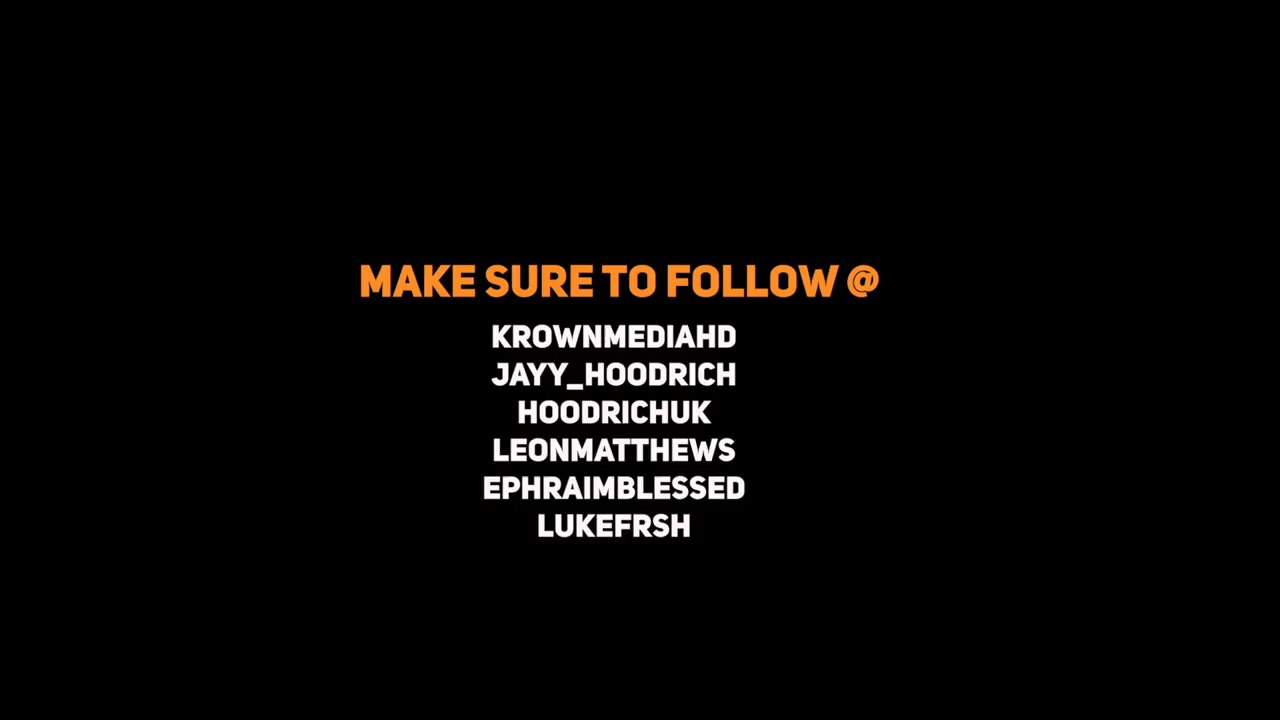 MAKE SURE TO FOLLOW @
KROWNMEDIAHD
JAYY_HOODRICH
HOODRICHUK
LEONMATTHEWS
EPHRAIMBLESSED
LUKEFRSH